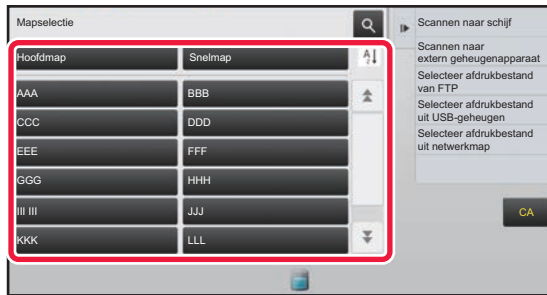 Mapselectie
Hoofdmap
Snelmap
AAA
BBB
CCC
DDD
EEE
FFF
GGG
HHH
III III
JJJ
KKK
LLL
Scannen naar schijf
Scannen naar
extern geheugenapparaat
Selecteer afdrukbestand
van FTP
Selecteer afdrukbestand
uit USB-geheugen
Selecteer afdrukbestand
uit netwerkmap
CA